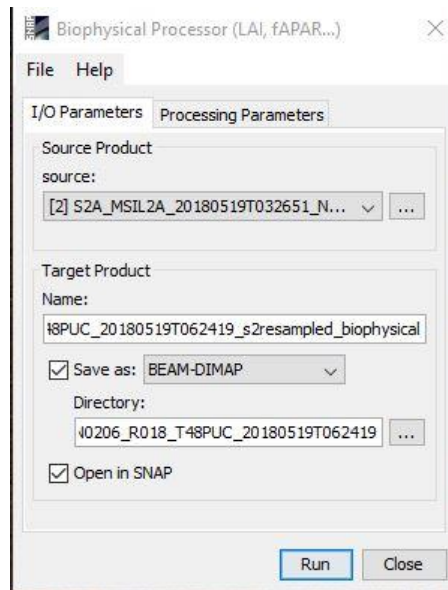 Biophysical Processor (LAI, fAPAR...)
File Help
I/O Parameters Processing Parameters
Source Product
source:
[2] S2A_MSIL2A_20180519T032651_N... ...
Target Product
Name:
48PUC_20180519T062419_s2resampled_biophysical
Save as: BEAM-DIMAP
Directory:
N0206_R018_T48PUC_20180519T062419 ...
Open in SNAP
Run Close